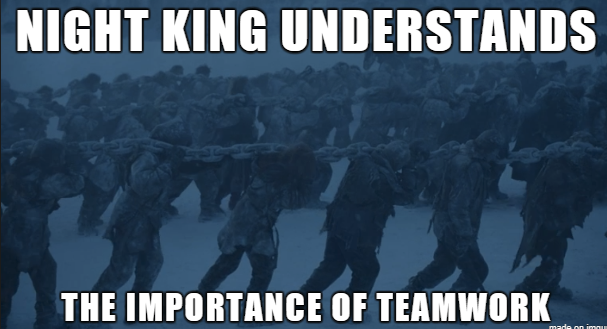 NIGHT KING UNDERSTANDS
THE IMPORTANCE OF TEAMWORK
made on imgur